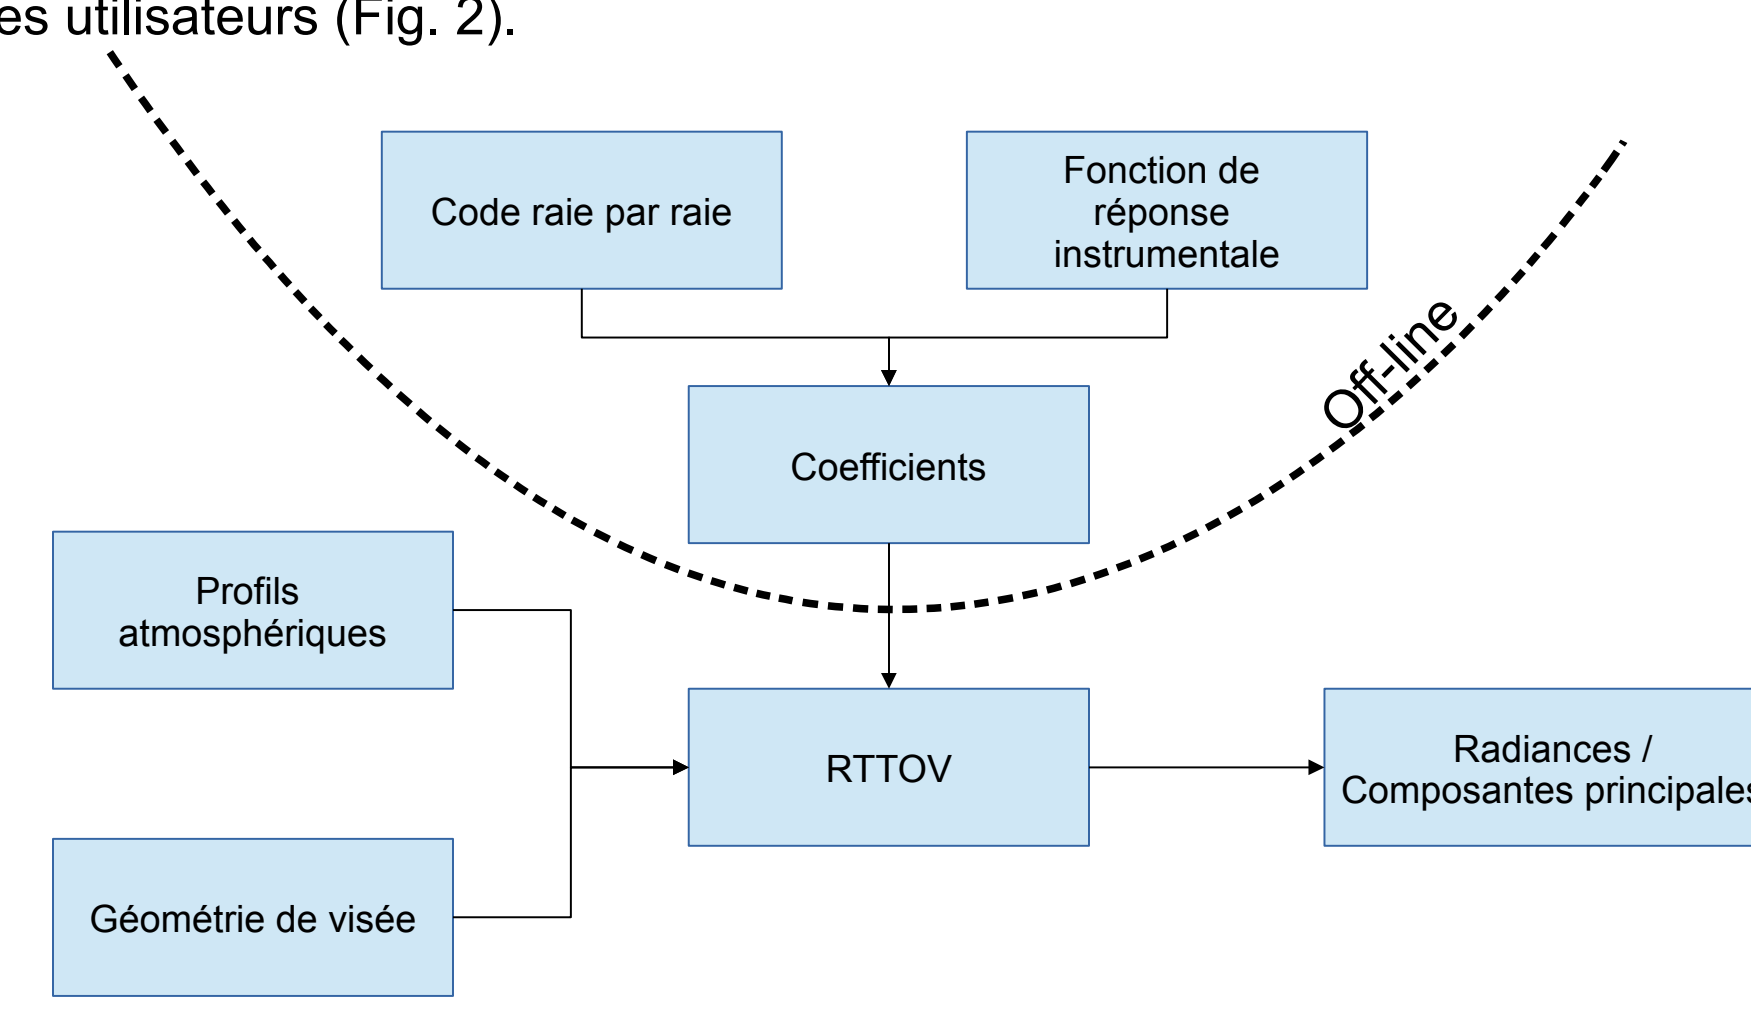 es utilisateurs (Fig. 2).
Code raie par raie
Fonction de
réponse
instrumentale
Off-line
Coefficients
Profils
atmosphériques
RTTOV
Radiances /
Composantes principales
Géométrie de visée